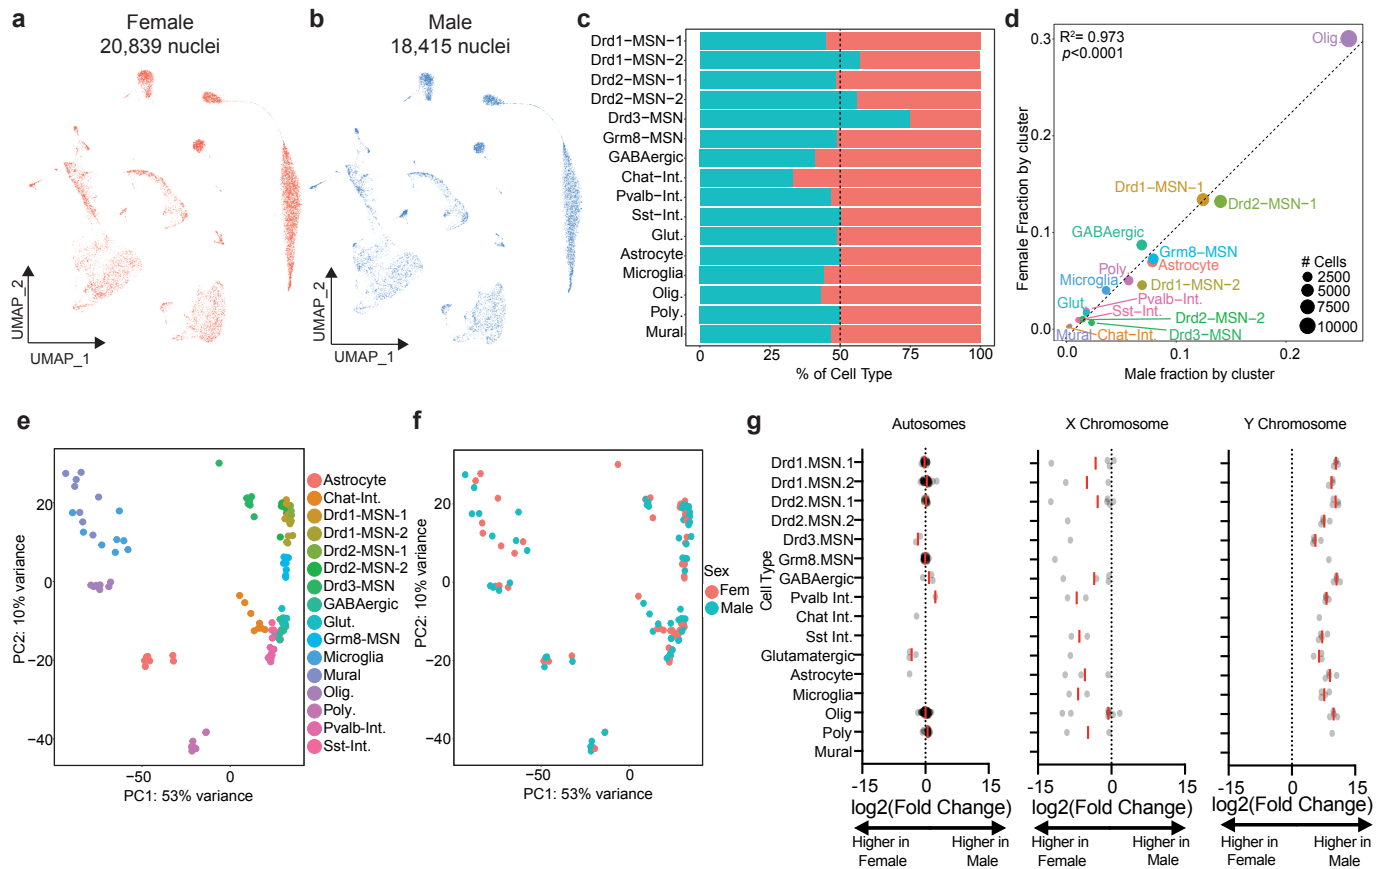 a
Female
20,839 nuclei
UMAP_2
UMAP_1
b
Male
18,415 nuclei
UMAP_2
UMAP_1
c
Drd1−MSN−1
Drd1−MSN−2
Drd2−MSN−1
Drd2−MSN−2
Drd3−MSN
Grm8−MSN
GABAergic
Chat−Int.
Pvalb−Int.
Sst−Int.
Glut.
Astrocyte
Microglia
Olig.
Poly.
Mural
0 25 50 75 100
% of Cell Type
d
R²= 0.973
p<0.0001
Female Fraction by cluster
0.3
0.2
0.1
0.0
Olig.
Drd1−MSN−1
Drd2−MSN−1
GABAergic
Grm8−MSN
Astrocyte
Poly.
Microglia
Drd1−MSN−2
Glut.
Pvalb−Int.
Sst−Int.
Drd2−MSN−2
Mural
Chat−Int.
Drd3−MSN
# Cells
2500
5000
7500
10000
0.0 0.1 0.2
Male fraction by cluster
e
PC2: 10% variance
20
0
−20
−40
−50 0
PC1: 53% variance
Astrocyte
Chat−Int.
Drd1−MSN−1
Drd1−MSN−2
Drd2−MSN−1
Drd2−MSN−2
Drd3−MSN
GABAergic
Glut.
Grm8−MSN
Microglia
Mural
Olig.
Poly.
Pvalb−Int.
Sst−Int.
f
PC2: 10% variance
20
0
−20
−40
−50 0
PC1: 53% variance
Sex
Fem
Male
g
Autosomes
X Chromosome
Y Chromosome
Cell Type
Drd1.MSN.1
Drd1.MSN.2
Drd2.MSN.1
Drd2.MSN.2
Drd3.MSN
Grm8.MSN
GABAergic
Pvalb Int.
Chat Int.
Sst Int.
Glutamatergic
Astrocyte
Microglia
Olig
Poly
Mural
-15 0 15
log2(Fold Change)
Higher in Female
Higher in Male
-15 0 15
log2(Fold Change)
Higher in Female
Higher in Male
-15 0 15
log2(Fold Change)
Higher in Female
Higher in Male